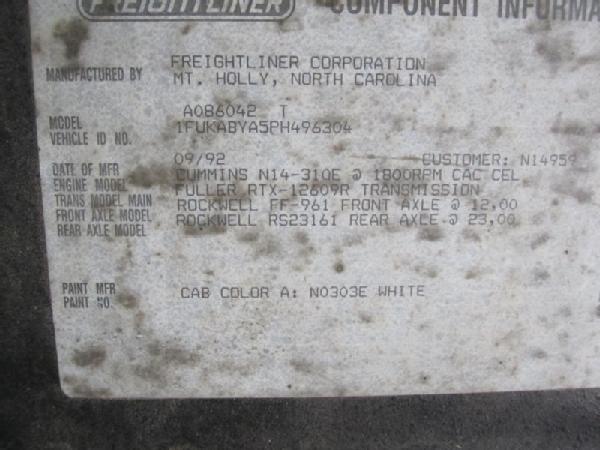 FREIGHTLINER COMPONENT INFORMA
MANUFACTURED BY FREIGHTLINER CORPORATION
MT. HOLLY, NORTH CAROLINA
MODEL A086042 T
VEHICLE ID NO. 1FUKABYA5PH496304
DATE OF MFR 09/92 CUSTOMER: N14959
ENGINE MODEL CUMMINS N14-310E @ 1800RPM CAC CEL
TRANS MODEL MAIN FULLER RTX-12609R TRANSMISSION
FRONT AXLE MODEL ROCKWELL FF-961 FRONT AXLE @ 12,00
REAR AXLE MODEL ROCKWELL RS23161 REAR AXLE @ 23,00
PAINT MFR
PAINT NO. CAB COLOR A: N0303E WHITE